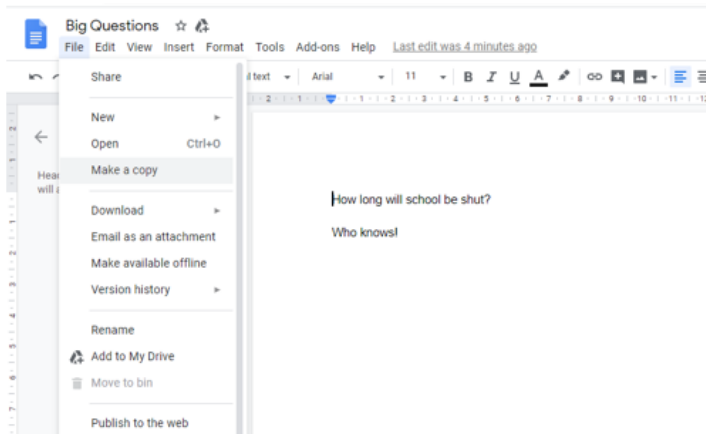 Big Questions
File Edit View Insert Format Tools Add-ons Help Last edit was 4 minutes ago
text Arial 11 B I U A
Share
New
Open Ctrl+O
Make a copy
Download
Email as an attachment
Make available offline
Version history
Rename
Add to My Drive
Move to bin
Publish to the web
Hea
will a
How long will school be shut?
Who knows!